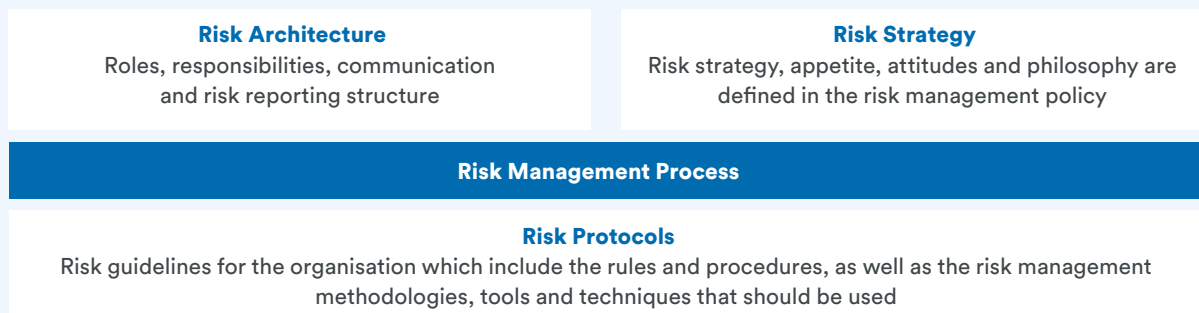 Risk Architecture
Roles, responsibilities, communication
and risk reporting structure
Risk Strategy
Risk strategy, appetite, attitudes and philosophy are
defined in the risk management policy
Risk Management Process
Risk Protocols
Risk guidelines for the organisation which include the rules and procedures, as well as the risk management
methodologies, tools and techniques that should be used